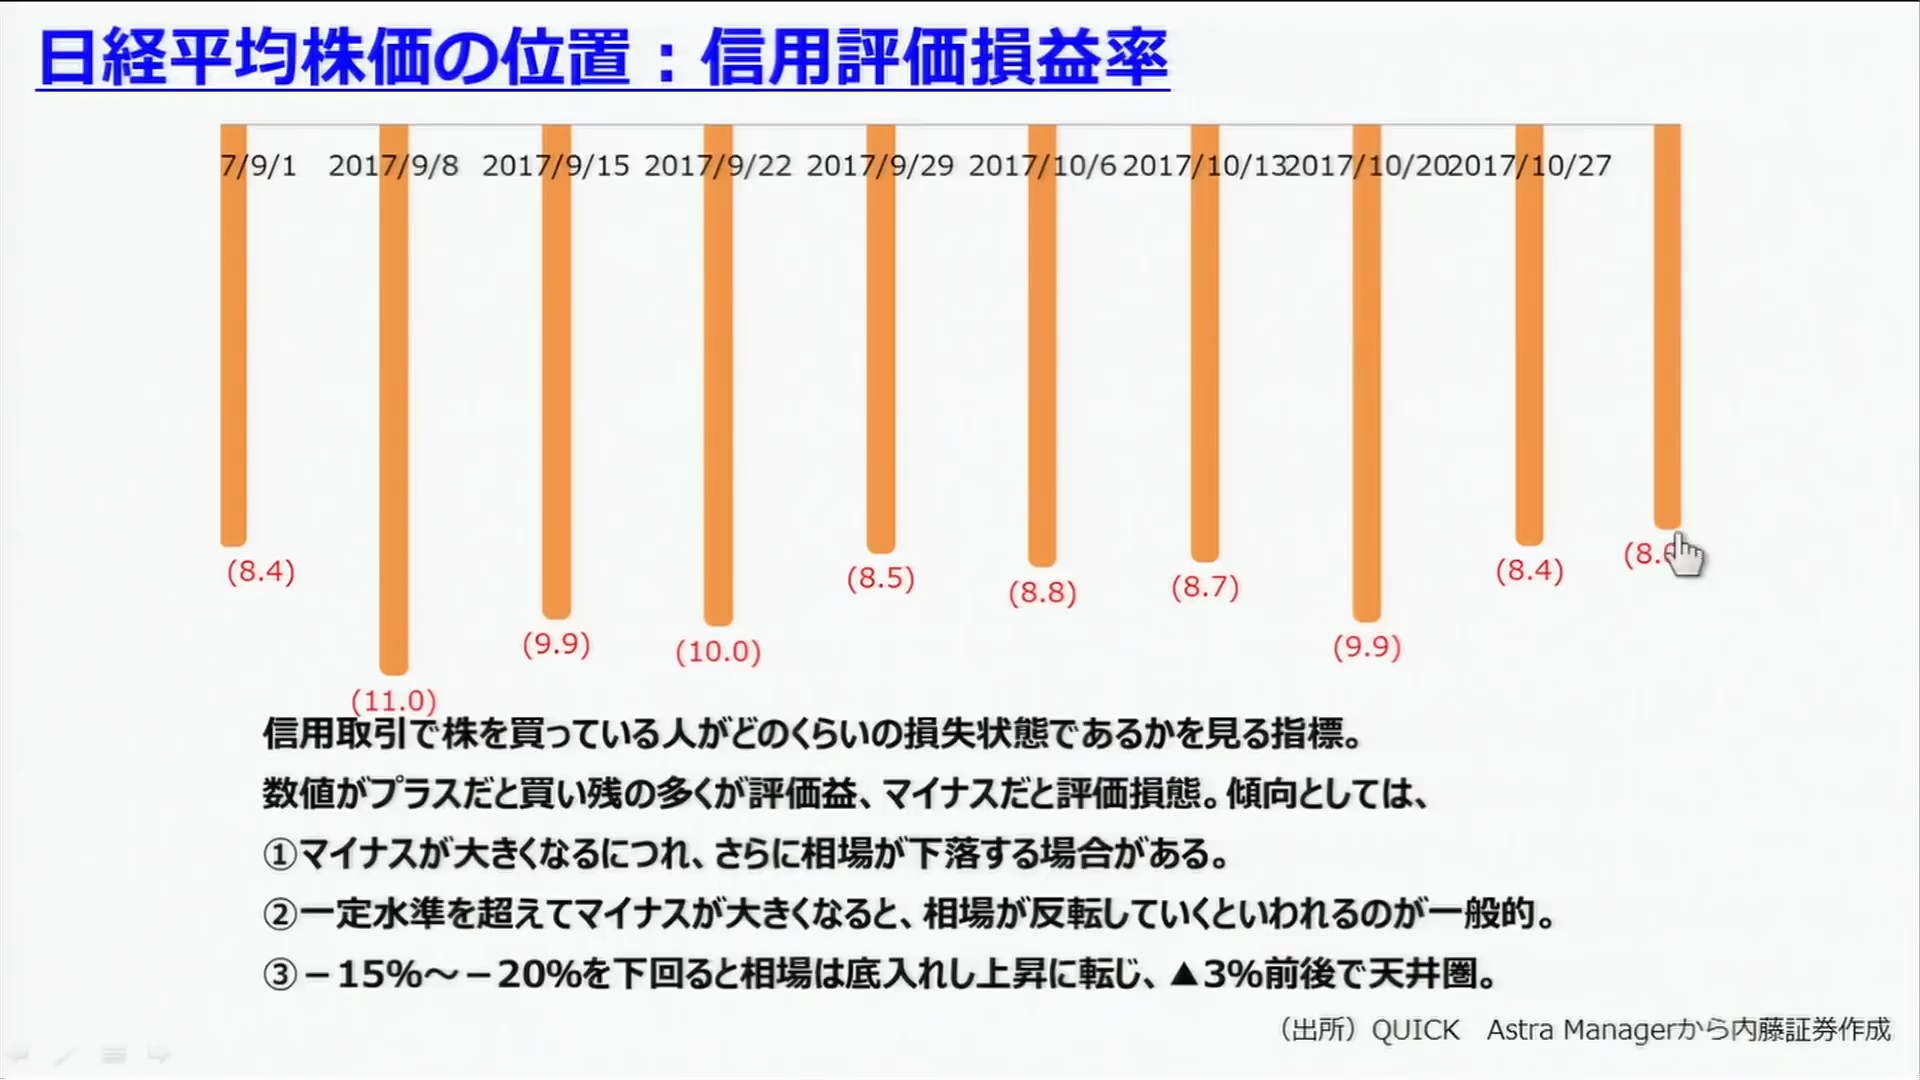 日経平均株価の位置：信用評価損益率
7/9/1 2017/9/8 2017/9/15 2017/9/22 2017/9/29 2017/10/6 2017/10/13 2017/10/20 2017/10/27
(8.4) (11.0) (9.9) (10.0) (8.5) (8.8) (8.7) (9.9) (8.4)
信用取引で株を買っている人がどのくらいの損失状態であるかを見る指標。
数値がプラスだと買い残の多くが評価益、マイナスだと評価損態。傾向としては、
①マイナスが大きくなるにつれ、さらに相場が下落する場合がある。
②一定水準を超えてマイナスが大きくなると、相場が反転していくといわれるのが一般的。
③－15%～－20%を下回ると相場は底入れし上昇に転じ、▲3%前後で天井圏。
（出所）QUICK　Astra Managerから内藤証券作成